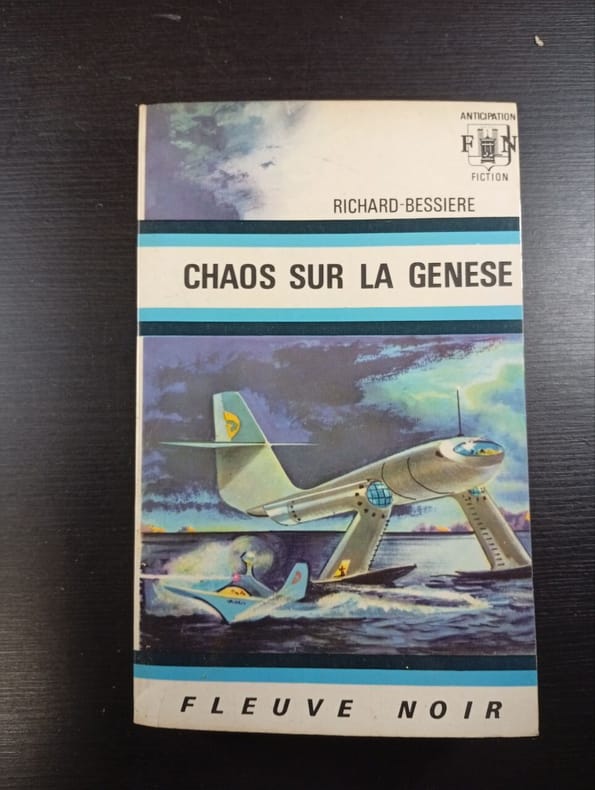 ANTICIPATION
F N
FICTION
RICHARD-BESSIERE
CHAOS SUR LA GENESE
FLEUVE NOIR